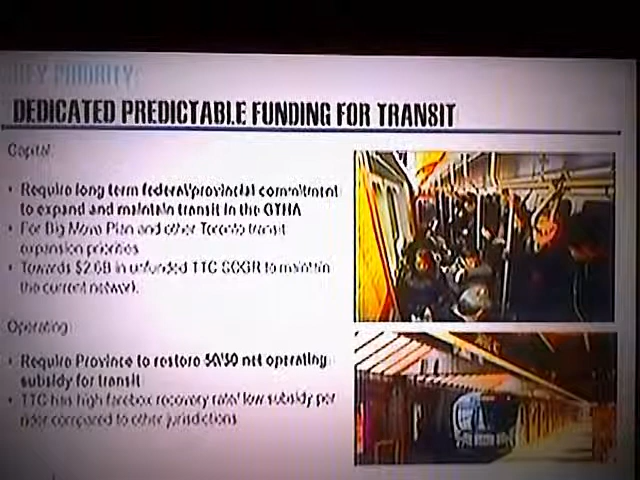 KEY PRIORITY:
DEDICATED PREDICTABLE FUNDING FOR TRANSIT
Capital:
• Require long term federal/provincial commitment
to expand and maintain transit in the GTHA
• For Big Move Plan and other Toronto transit
expansion priorities
• Towards $2.6B in unfunded TTC SOGR to maintain
the current network.
Operating:
• Require Province to restore 50/50 net operating
subsidy for transit
• TTC has high farebox recovery rate/ low subsidy per
rider compared to other jurisdictions